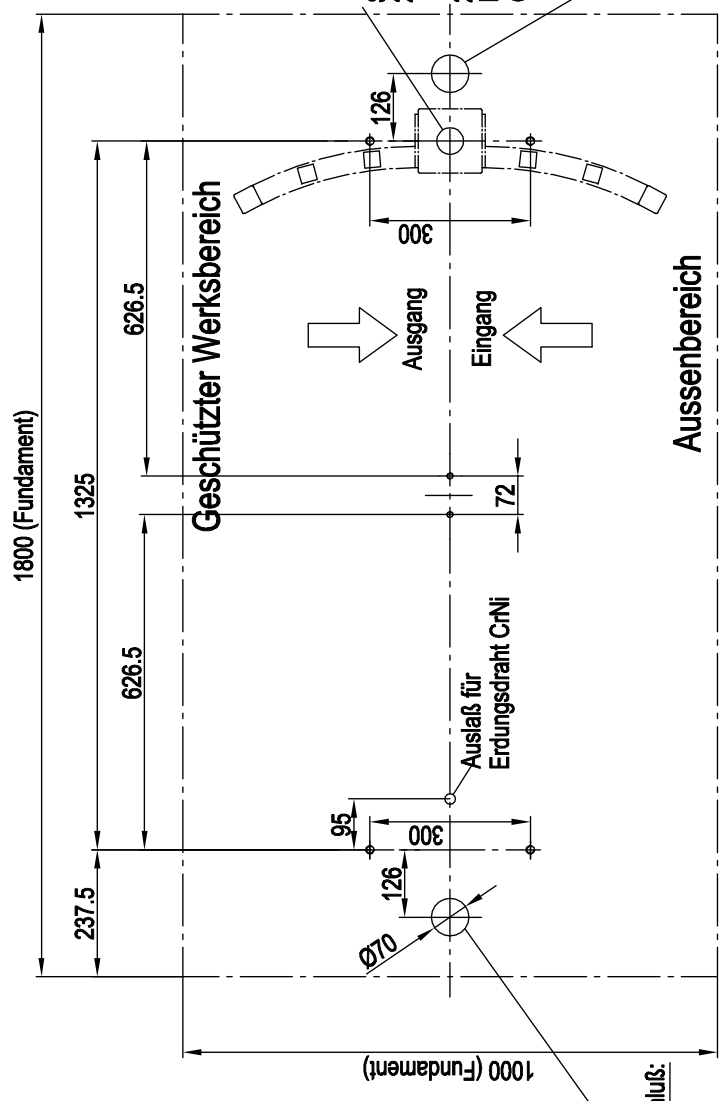 1800 (Fundament)
237.5
1325
626.5
626.5
Geschützter Werksbereich
126
95
126
300
300
Ø70
Auslaß für
Erdungsdraht CrNi
72
Ausgang
Eingang
Aussenbereich
1000 (Fundament)